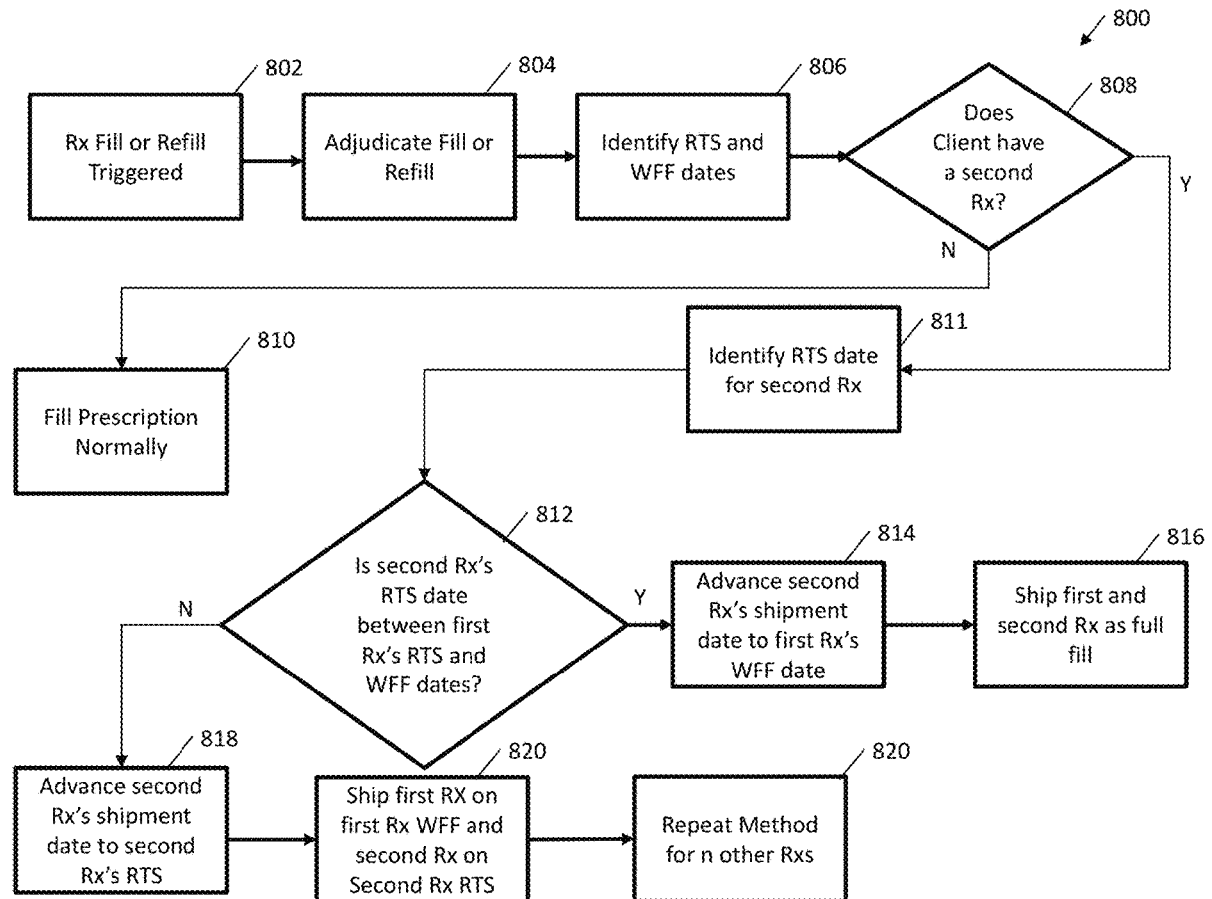 800
802
Rx Fill or Refill
Triggered
804
Adjudicate Fill or
Refill
806
Identify RTS and
WFF dates
808
Does
Client have
a second
Rx?
Y
N
810
Fill Prescription
Normally
811
Identify RTS date
for second Rx
812
Is second Rx's
RTS date
between first
Rx's RTS and
WFF dates?
N
Y
814
Advance second
Rx's shipment
date to first Rx's
WFF date
816
Ship first and
second Rx as full
fill
818
Advance second
Rx's shipment
date to second
Rx's RTS
820
Ship first RX on
first Rx WFF and
second Rx on
Second Rx RTS
820
Repeat Method
for n other Rxs